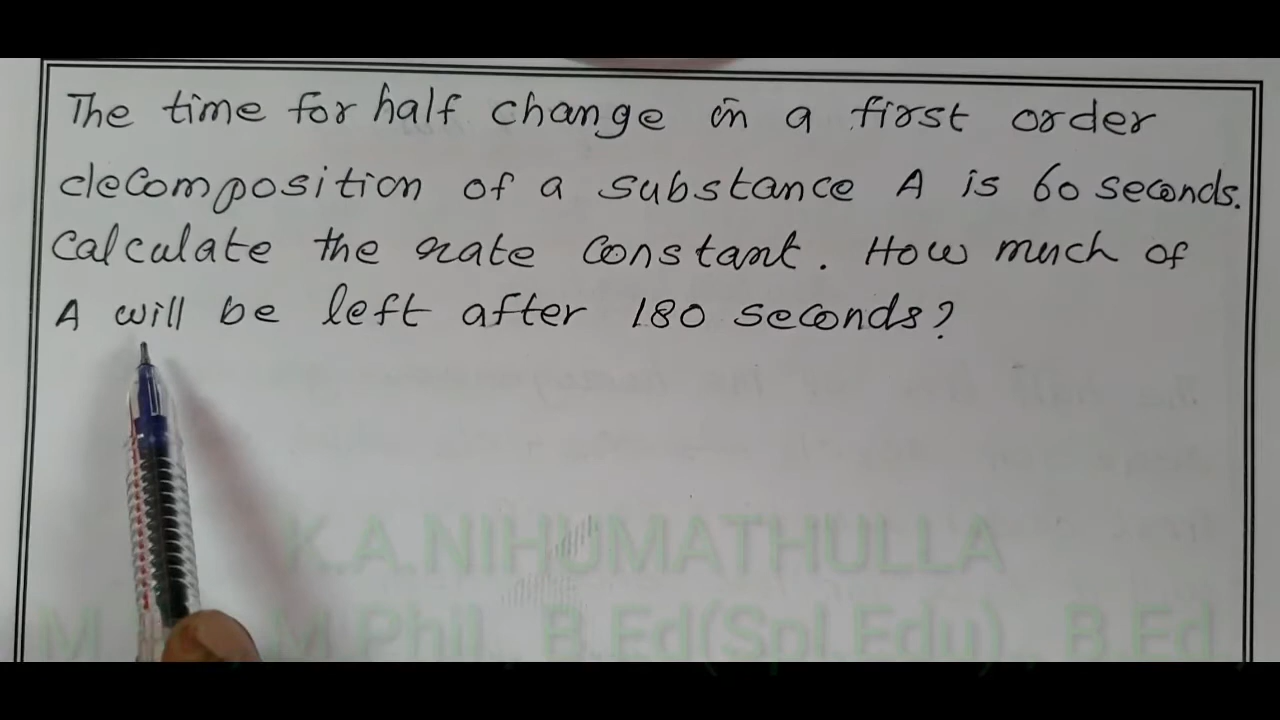 The time for half change in a first order
decomposition of a substance A is 60 seconds.
Calculate the rate constant. How much of
A will be left after 180 seconds?
K.A.NIHUMATHULLA
M.Phil., B.Ed(Spl.Edu)., B.Ed.,